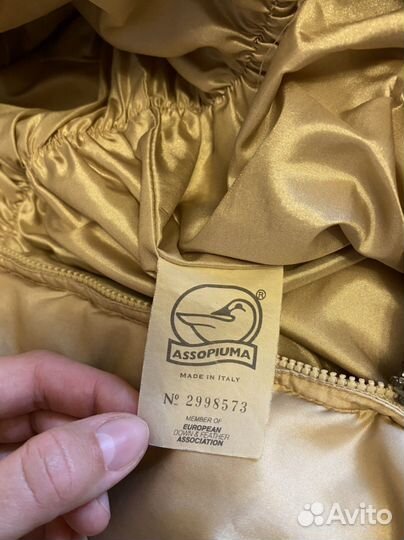 ®
ASSOPIUMA
MADE IN ITALY
Nº 2998573
MEMBER OF
EUROPEAN
DOWN & FEATHER
ASSOCIATION
Avito